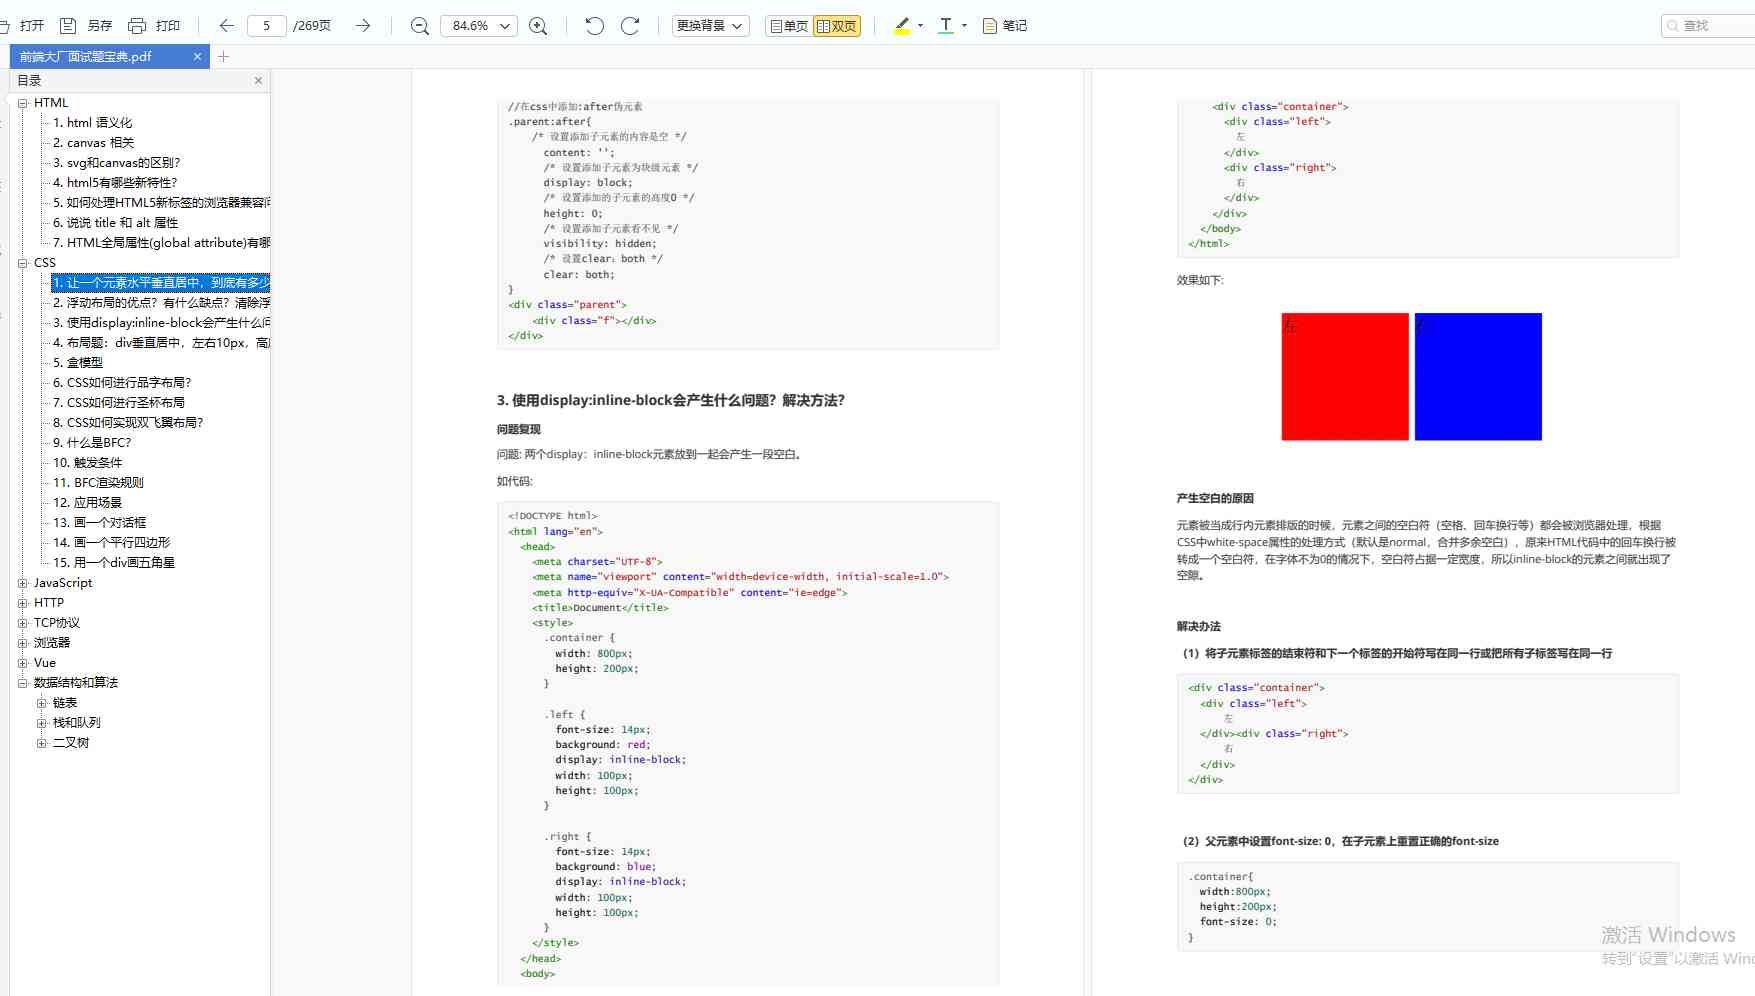 打开 另存 打印 5 /269页 84.6% 更换背景 单页 双页 笔记 查找
前端大厂面试题宝典.pdf
目录
HTML
1. html 语义化
2. canvas 相关
3. svg和canvas的区别?
4. html5有哪些新特性?
5. 如何处理HTML5新标签的浏览器兼容问
6. 说说 title 和 alt 属性
7. HTML全局属性(global attribute)有哪
CSS
1. 让一个元素水平垂直居中，到底有多少
2. 浮动布局的优点？有什么缺点？清除浮
3. 使用display:inline-block会产生什么问
4. 布局题：div垂直居中，左右10px，高度
5. 盒模型
6. CSS如何进行品字布局?
7. CSS如何进行圣杯布局
8. CSS如何实现双飞翼布局?
9. 什么是BFC?
10. 触发条件
11. BFC渲染规则
12. 应用场景
13. 画一个对话框
14. 画一个平行四边形
15. 用一个div画五角星
JavaScript
HTTP
TCP协议
浏览器
Vue
数据结构和算法
链表
栈和队列
二叉树
//在css中添加:after伪元素
.parent:after{
/* 设置添加子元素的内容是空 */
content: '';
/* 设置添加子元素为块级元素 */
display: block;
/* 设置添加的子元素的高度0 */
height: 0;
/* 设置添加子元素看不见 */
visibility: hidden;
/* 设置clear: both */
clear: both;
}
<div class="parent">
<div class="f"></div>
</div>
3. 使用display:inline-block会产生什么问题？解决方法？
问题复现
问题: 两个display：inline-block元素放到一起会产生一段空白。
如代码:
<!DOCTYPE html>
<html lang="en">
<head>
<meta charset="UTF-8">
<meta name="viewport" content="width=device-width, initial-scale=1.0">
<meta http-equiv="X-UA-Compatible" content="ie=edge">
<title>Document</title>
<style>
.container {
width: 800px;
height: 200px;
}
.left {
font-size: 14px;
background: red;
display: inline-block;
width: 100px;
height: 100px;
}
.right {
font-size: 14px;
background: blue;
display: inline-block;
width: 100px;
height: 100px;
}
</style>
</head>
<body>
<div class="container">
<div class="left">
左
</div>
<div class="right">
右
</div>
</div>
</body>
</html>
效果如下:
左 右
产生空白的原因
元素被当成行内元素排版的时候，元素之间的空白符（空格、回车换行等）都会被浏览器处理，根据
CSS中white-space属性的处理方式（默认是normal，合并多余空白），原来HTML代码中的回车换行被
转成一个空白符，在字体不为0的情况下，空白符占据一定宽度，所以inline-block的元素之间就出现了
空隙。
解决办法
（1）将子元素标签的结束符和下一个标签的开始符写在同一行或把所有子标签写在同一行
<div class="container">
<div class="left">
左
</div><div class="right">
右
</div>
</div>
（2）父元素中设置font-size: 0，在子元素上重置正确的font-size
.container{
width:800px;
height:200px;
font-size: 0;
}
激活 Windows
转到"设置"以激活 Wind